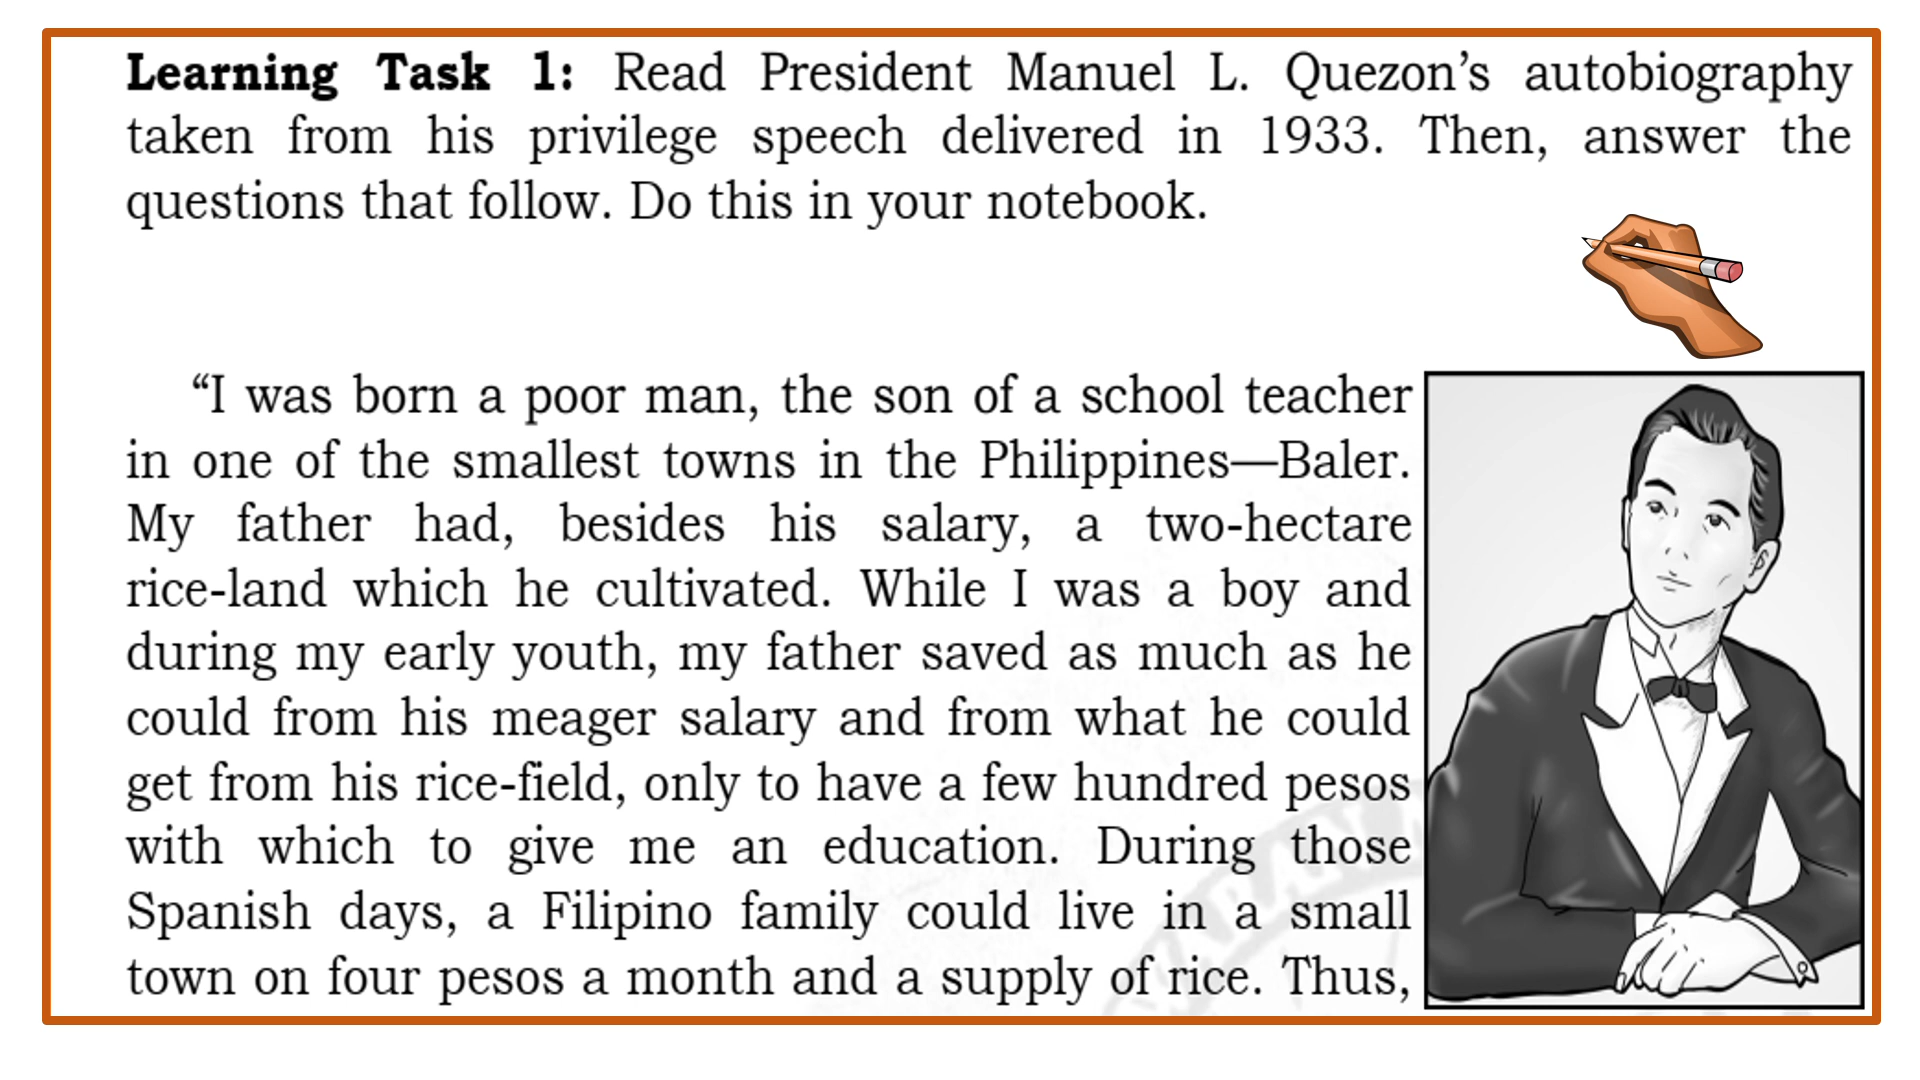 Learning Task 1: Read President Manuel L. Quezon’s autobiography
taken from his privilege speech delivered in 1933. Then, answer the
questions that follow. Do this in your notebook.
“I was born a poor man, the son of a school teacher
in one of the smallest towns in the Philippines—Baler.
My father had, besides his salary, a two-hectare
rice-land which he cultivated. While I was a boy and
during my early youth, my father saved as much as he
could from his meager salary and from what he could
get from his rice-field, only to have a few hundred pesos
with which to give me an education. During those
Spanish days, a Filipino family could live in a small
town on four pesos a month and a supply of rice. Thus,